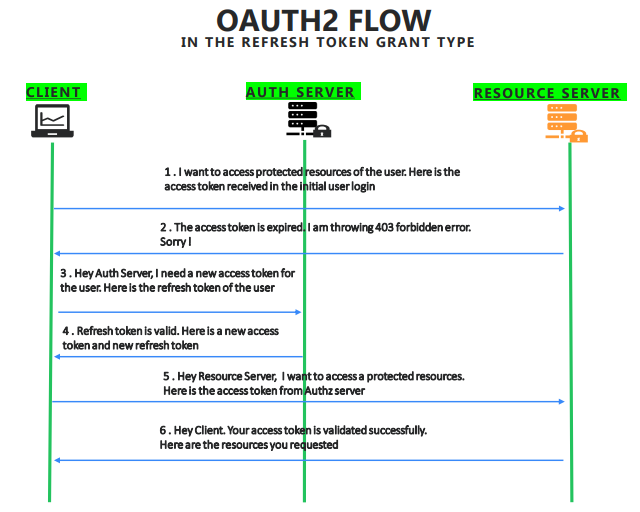 OAUTH2 FLOW
IN THE REFRESH TOKEN GRANT TYPE
CLIENT
AUTH SERVER
RESOURCE SERVER
1 . I want to access protected resources of the user. Here is the
access token received in the initial user login
2 . The access token is expired. I am throwing 403 forbidden error.
Sorry !
3 . Hey Auth Server, I need a new access token for
the user. Here is the refresh token of the user
4 . Refresh token is valid. Here is a new access
token and new refresh token
5 . Hey Resource Server, I want to access a protected resources.
Here is the access token from Authz server
6 . Hey Client. Your access token is validated successfully.
Here are the resources you requested